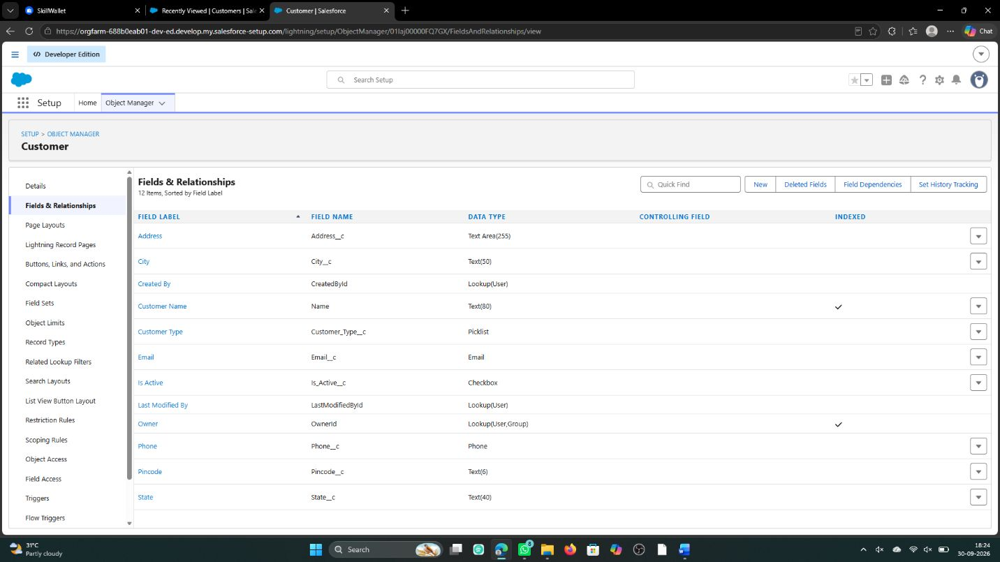 SkillWallet
Recently Viewed | Customers | Sale
Customer | Salesforce
https://orgfarm-688b0eab01-dev-ed.develop.my.salesforce-setup.com/lightning/setup/ObjectManager/01Iaj00000FQ7GX/FieldsAndRelationships/view
Chat
Developer Edition
Search Setup
Setup
Home
Object Manager
SETUP > OBJECT MANAGER
Customer
Details
Fields & Relationships
Page Layouts
Lightning Record Pages
Buttons, Links, and Actions
Compact Layouts
Field Sets
Object Limits
Record Types
Related Lookup Filters
Search Layouts
List View Button Layout
Restriction Rules
Scoping Rules
Object Access
Field Access
Triggers
Flow Triggers
Fields & Relationships
12 Items, Sorted by Field Label
Quick Find
New
Deleted Fields
Field Dependencies
Set History Tracking
FIELD LABEL FIELD NAME DATA TYPE CONTROLLING FIELD INDEXED
Address Address__c Text Area(255)
City City__c Text(50)
Created By CreatedById Lookup(User)
Customer Name Name Text(80)
Customer Type Customer_Type__c Picklist
Email Email__c Email
Is Active Is_Active__c Checkbox
Last Modified By LastModifiedById Lookup(User)
Owner OwnerId Lookup(User,Group)
Phone Phone__c Phone
Pincode Pincode__c Text(6)
State State__c Text(40)
31°C
Partly cloudy
Search
8
18:24
30-09-2026